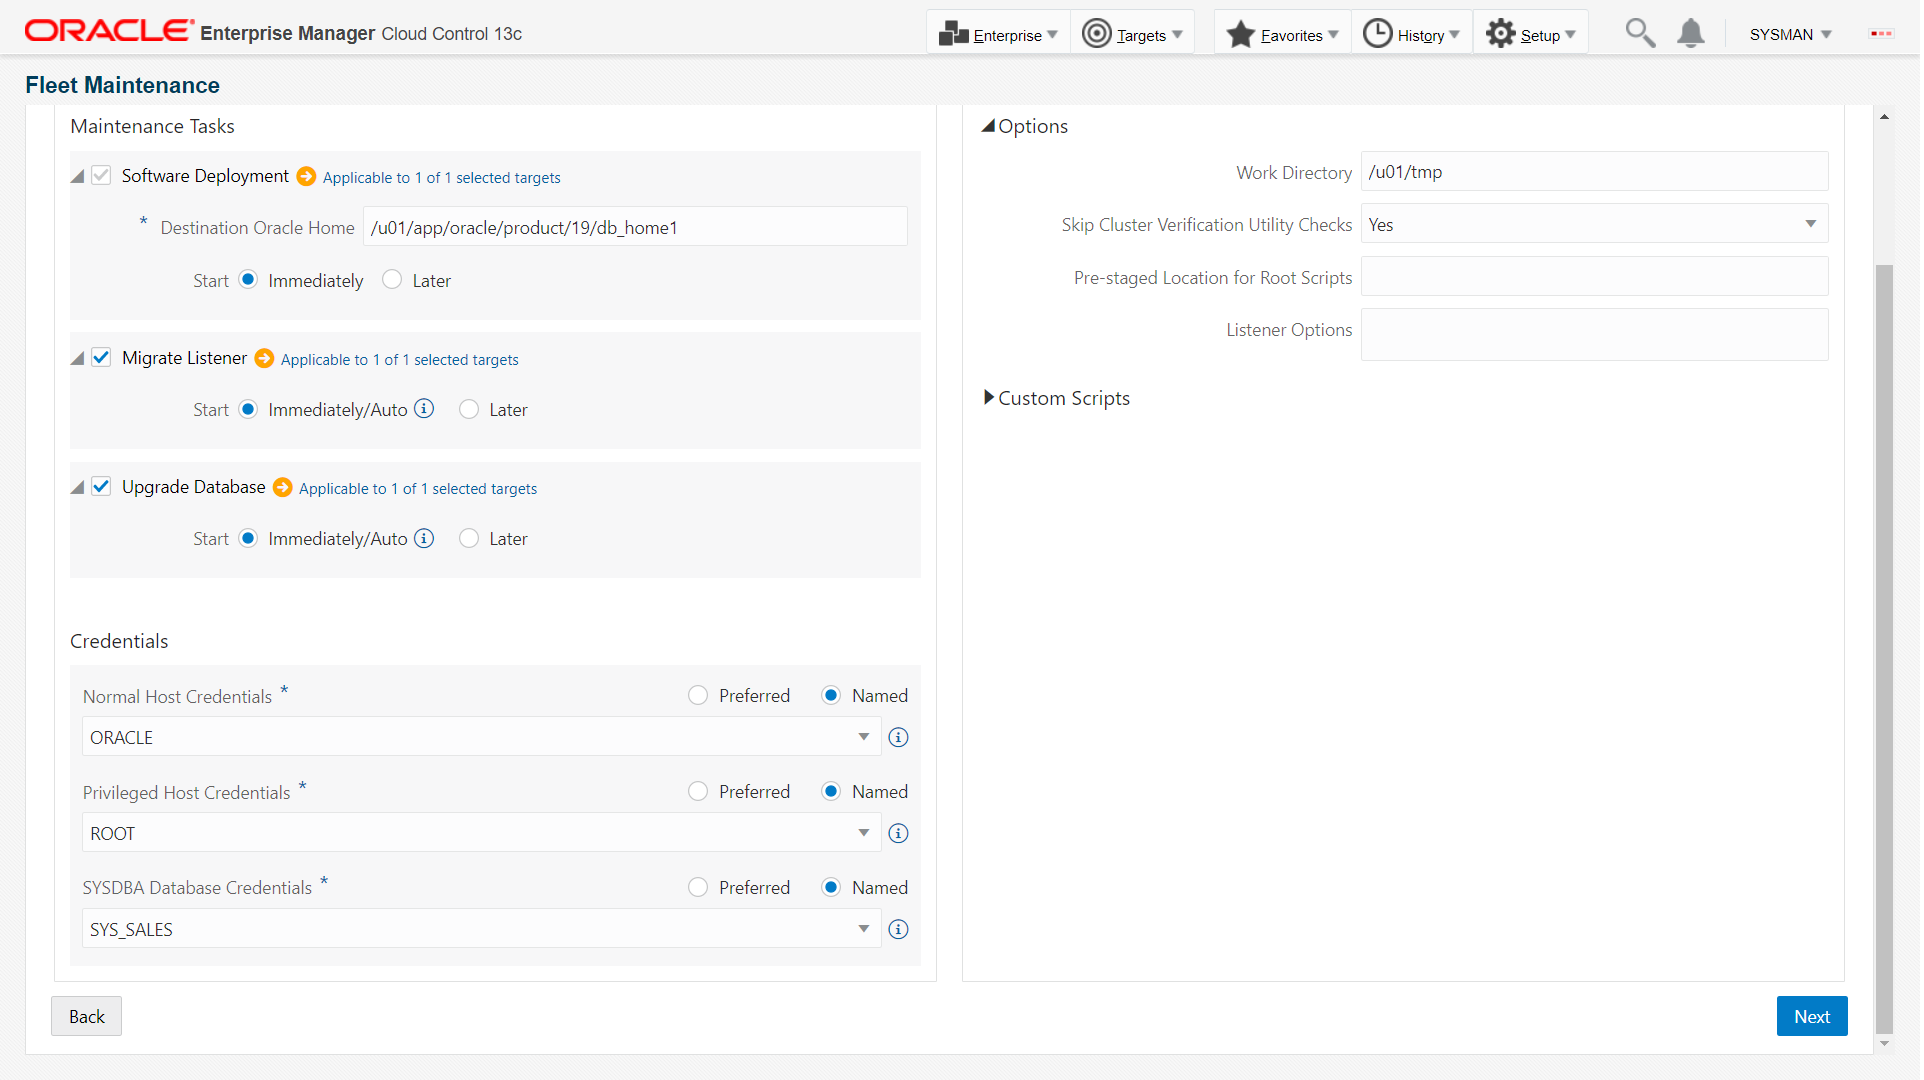 ORACLE Enterprise Manager Cloud Control 13c
Enterprise Targets Favorites History Setup SYSMAN
Fleet Maintenance
Maintenance Tasks
Software Deployment Applicable to 1 of 1 selected targets
* Destination Oracle Home /u01/app/oracle/product/19/db_home1
Start Immediately Later
Migrate Listener Applicable to 1 of 1 selected targets
Start Immediately/Auto Later
Upgrade Database Applicable to 1 of 1 selected targets
Start Immediately/Auto Later
Credentials
Normal Host Credentials * Preferred Named
ORACLE
Privileged Host Credentials * Preferred Named
ROOT
SYSDBA Database Credentials * Preferred Named
SYS_SALES
Options
Work Directory /u01/tmp
Skip Cluster Verification Utility Checks Yes
Pre-staged Location for Root Scripts
Listener Options
Custom Scripts
Back
Next